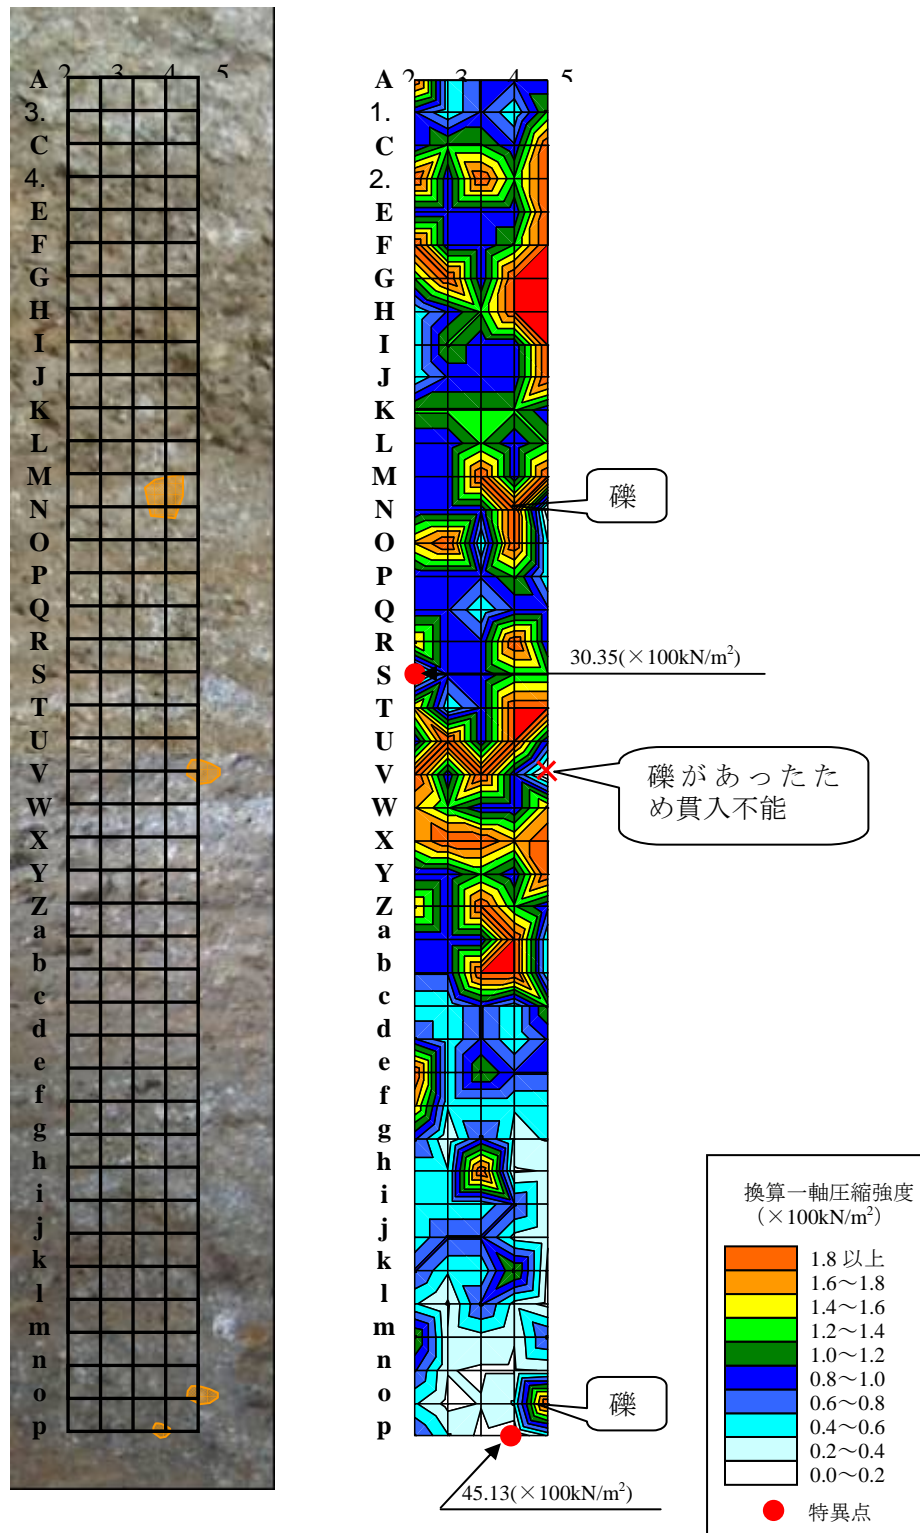 2 3 4 5
A
3.
C
4.
E
F
G
H
I
J
K
L
M
N
O
P
Q
R
S
T
U
V
W
X
Y
Z
a
b
c
d
e
f
g
h
i
j
k
l
m
n
o
p
2 3 4 5
A
1.
C
2.
E
F
G
H
I
J
K
L
M
N
O
P
Q
R
S
T
U
V
W
X
Y
Z
a
b
c
d
e
f
g
h
i
j
k
l
m
n
o
p
礫
30.35(×100kN/m²)
礫があったた
め貫入不能
礫
45.13(×100kN/m²)
換算一軸圧縮強度
(×100kN/m²)
1.8 以上
1.6～1.8
1.4～1.6
1.2～1.4
1.0～1.2
0.8～1.0
0.6～0.8
0.4～0.6
0.2～0.4
0.0～0.2
特異点